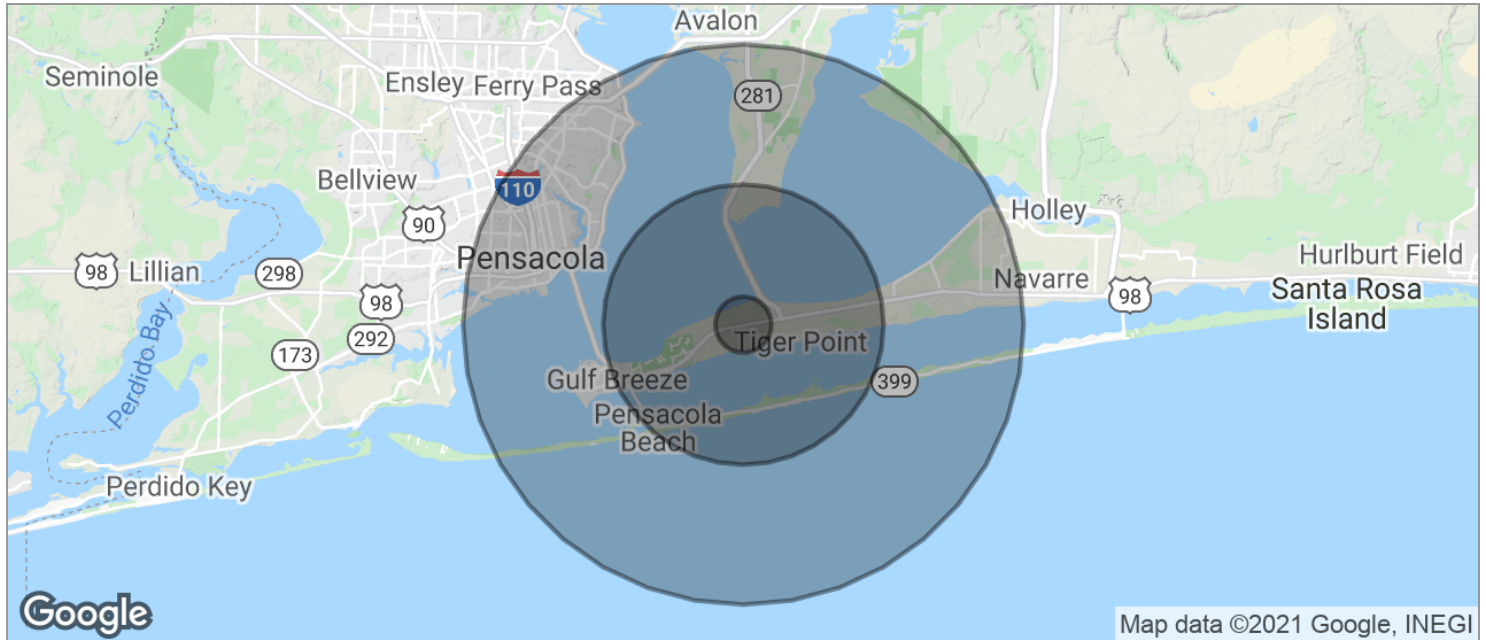 Avalon
Seminole
Ensley
Ferry Pass
281
Bellview
110
90
Holley
Pensacola
98
Lillian
298
Navarre
Hurlburt Field
98
98
Santa Rosa
Island
292
173
Tiger Point
Perdido Bay
Gulf Breeze
399
Pensacola
Beach
Perdido Key
Google
Map data ©2021 Google, INEGI